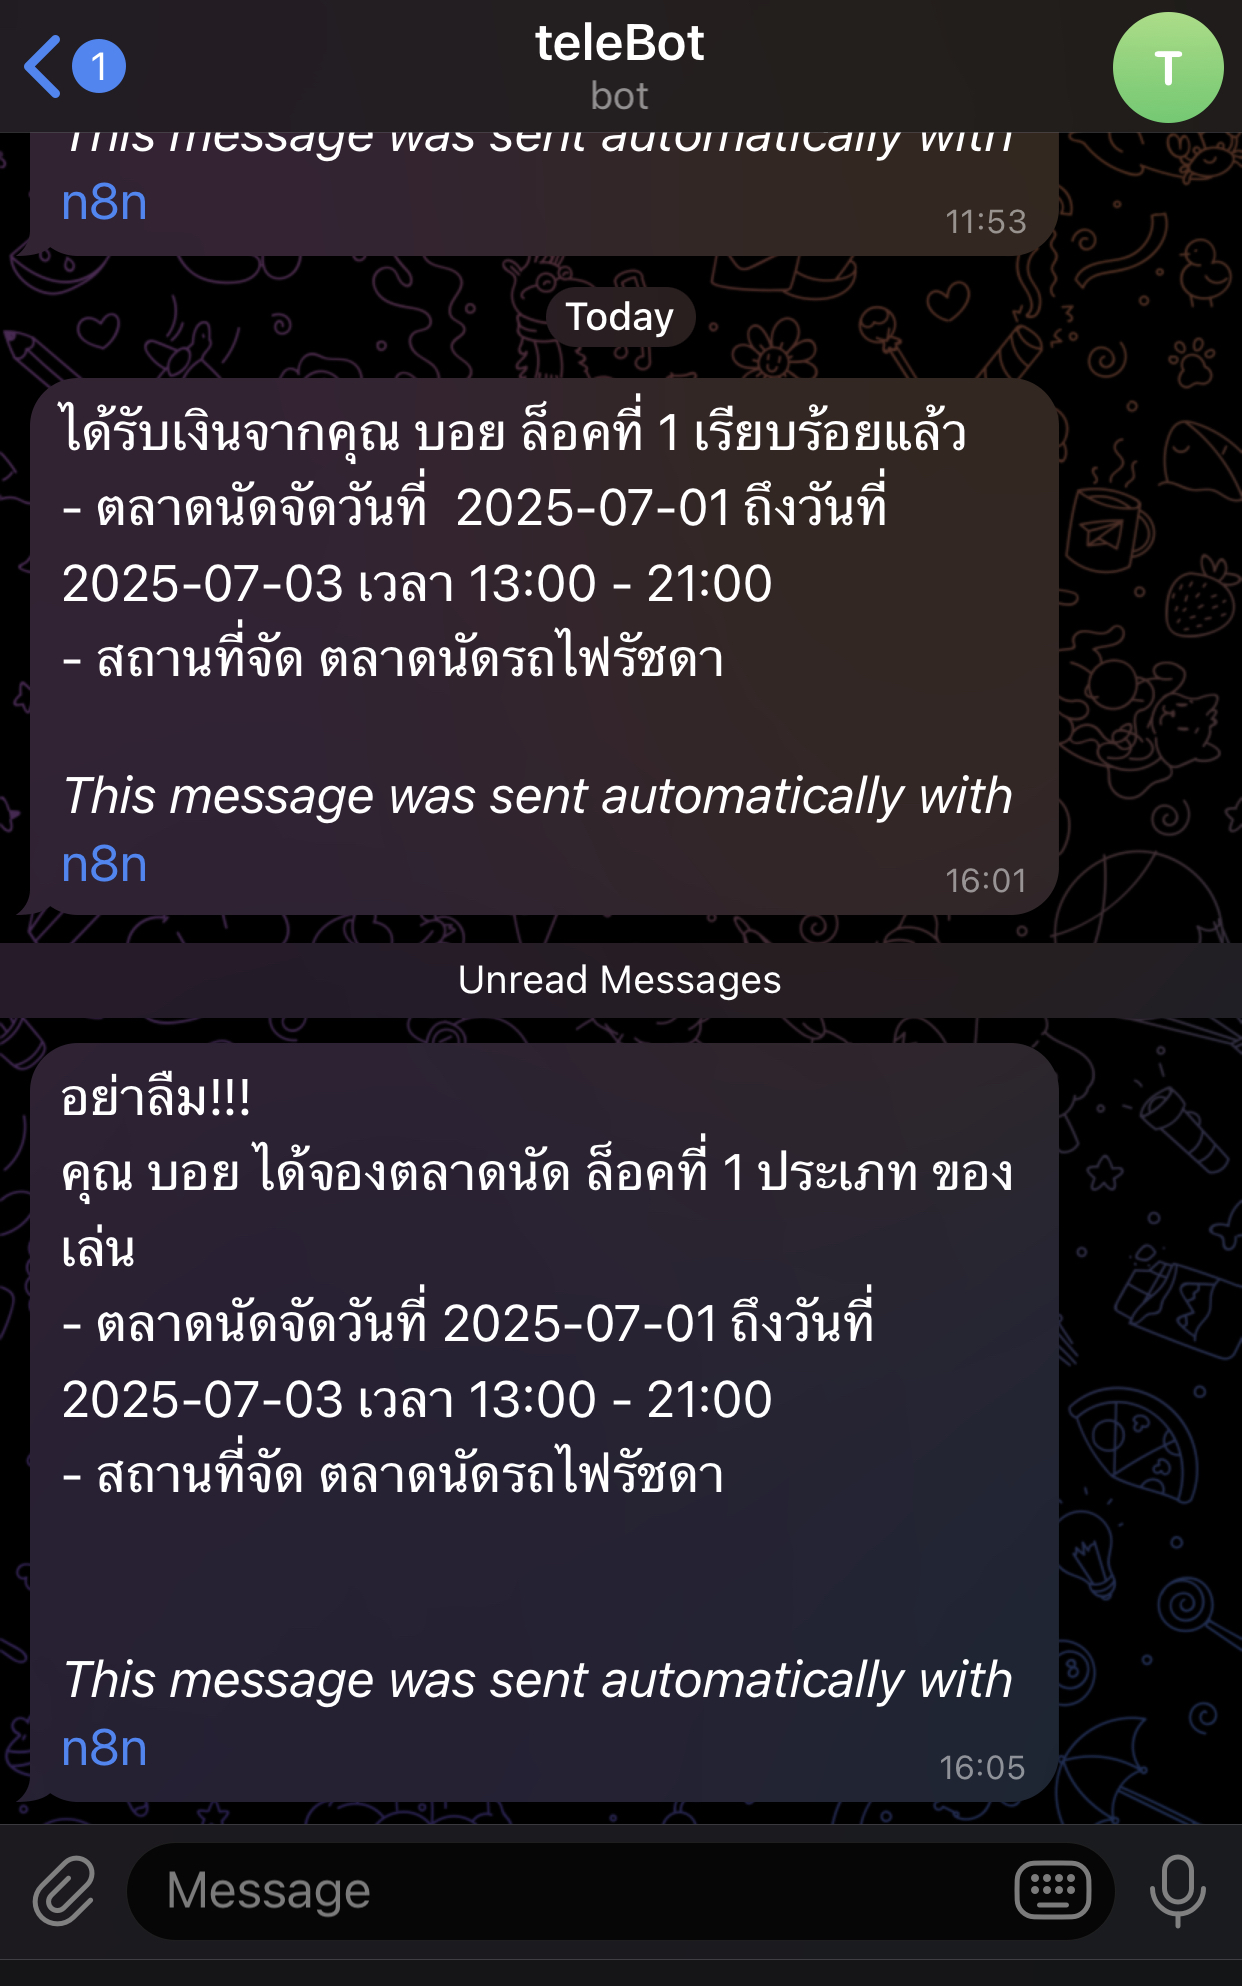 1
teleBot
bot
T
This message was sent automatically with
n8n
11:53
Today
ได้รับเงินจากคุณ บอย ล็อคที่ 1 เรียบร้อยแล้ว
- ตลาดนัดจัดวันที่  2025-07-01 ถึงวันที่
2025-07-03 เวลา 13:00 - 21:00
- สถานที่จัด ตลาดนัดรถไฟรัชดา
This message was sent automatically with
n8n
16:01
Unread Messages
อย่าลืม!!!
คุณ บอย ได้จองตลาดนัด ล็อคที่ 1 ประเภท ของ
เล่น
- ตลาดนัดจัดวันที่ 2025-07-01 ถึงวันที่
2025-07-03 เวลา 13:00 - 21:00
- สถานที่จัด ตลาดนัดรถไฟรัชดา
This message was sent automatically with
n8n
16:05
Message